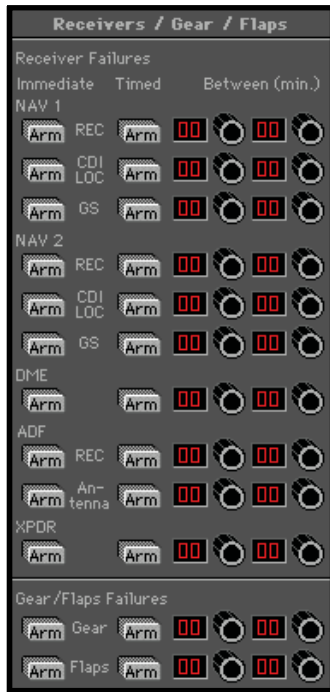 Receivers / Gear / Flaps
Receiver Failures
Immediate Timed Between (min.)
NAV 1
Arm REC Arm 00 00
Arm CDI LOC Arm 00 00
Arm GS Arm 00 00
NAV 2
Arm REC Arm 00 00
Arm CDI LOC Arm 00 00
Arm GS Arm 00 00
DME
Arm Arm 00 00
ADF
Arm REC Arm 00 00
Arm An-tenna Arm 00 00
XPDR
Arm Arm 00 00
Gear/Flaps Failures
Arm Gear Arm 00 00
Arm Flaps Arm 00 00